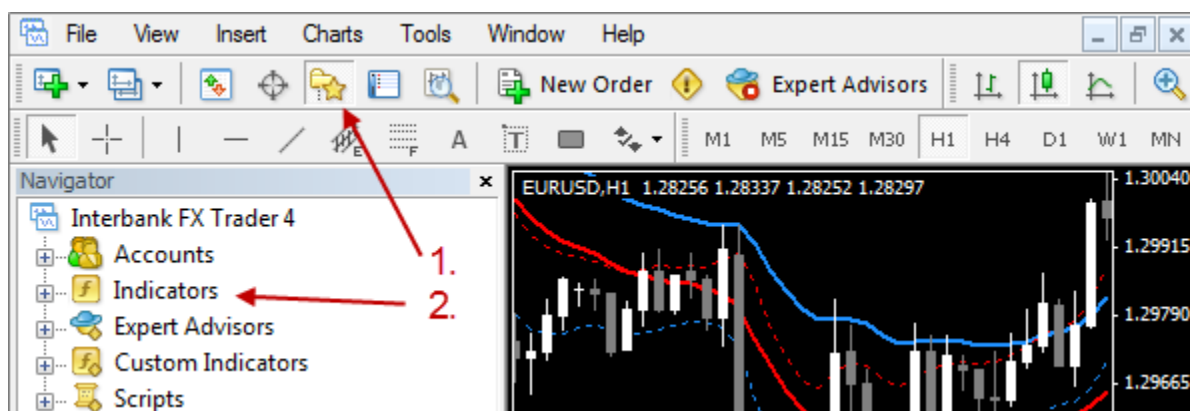 File View Insert Charts Tools Window Help
New Order Expert Advisors
E F A T M1 M5 M15 M30 H1 H4 D1 W1 MN
Navigator
Interbank FX Trader 4
Accounts
Indicators
Expert Advisors
Custom Indicators
Scripts
1.
2.
EURUSD,H1 1.28256 1.28337 1.28252 1.28297
1.30040
1.29915
1.29790
1.29665